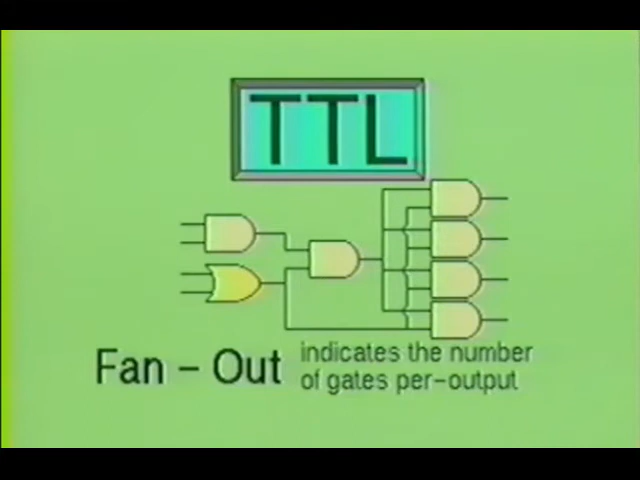 TTL
Fan - Out
indicates the number
of gates per-output